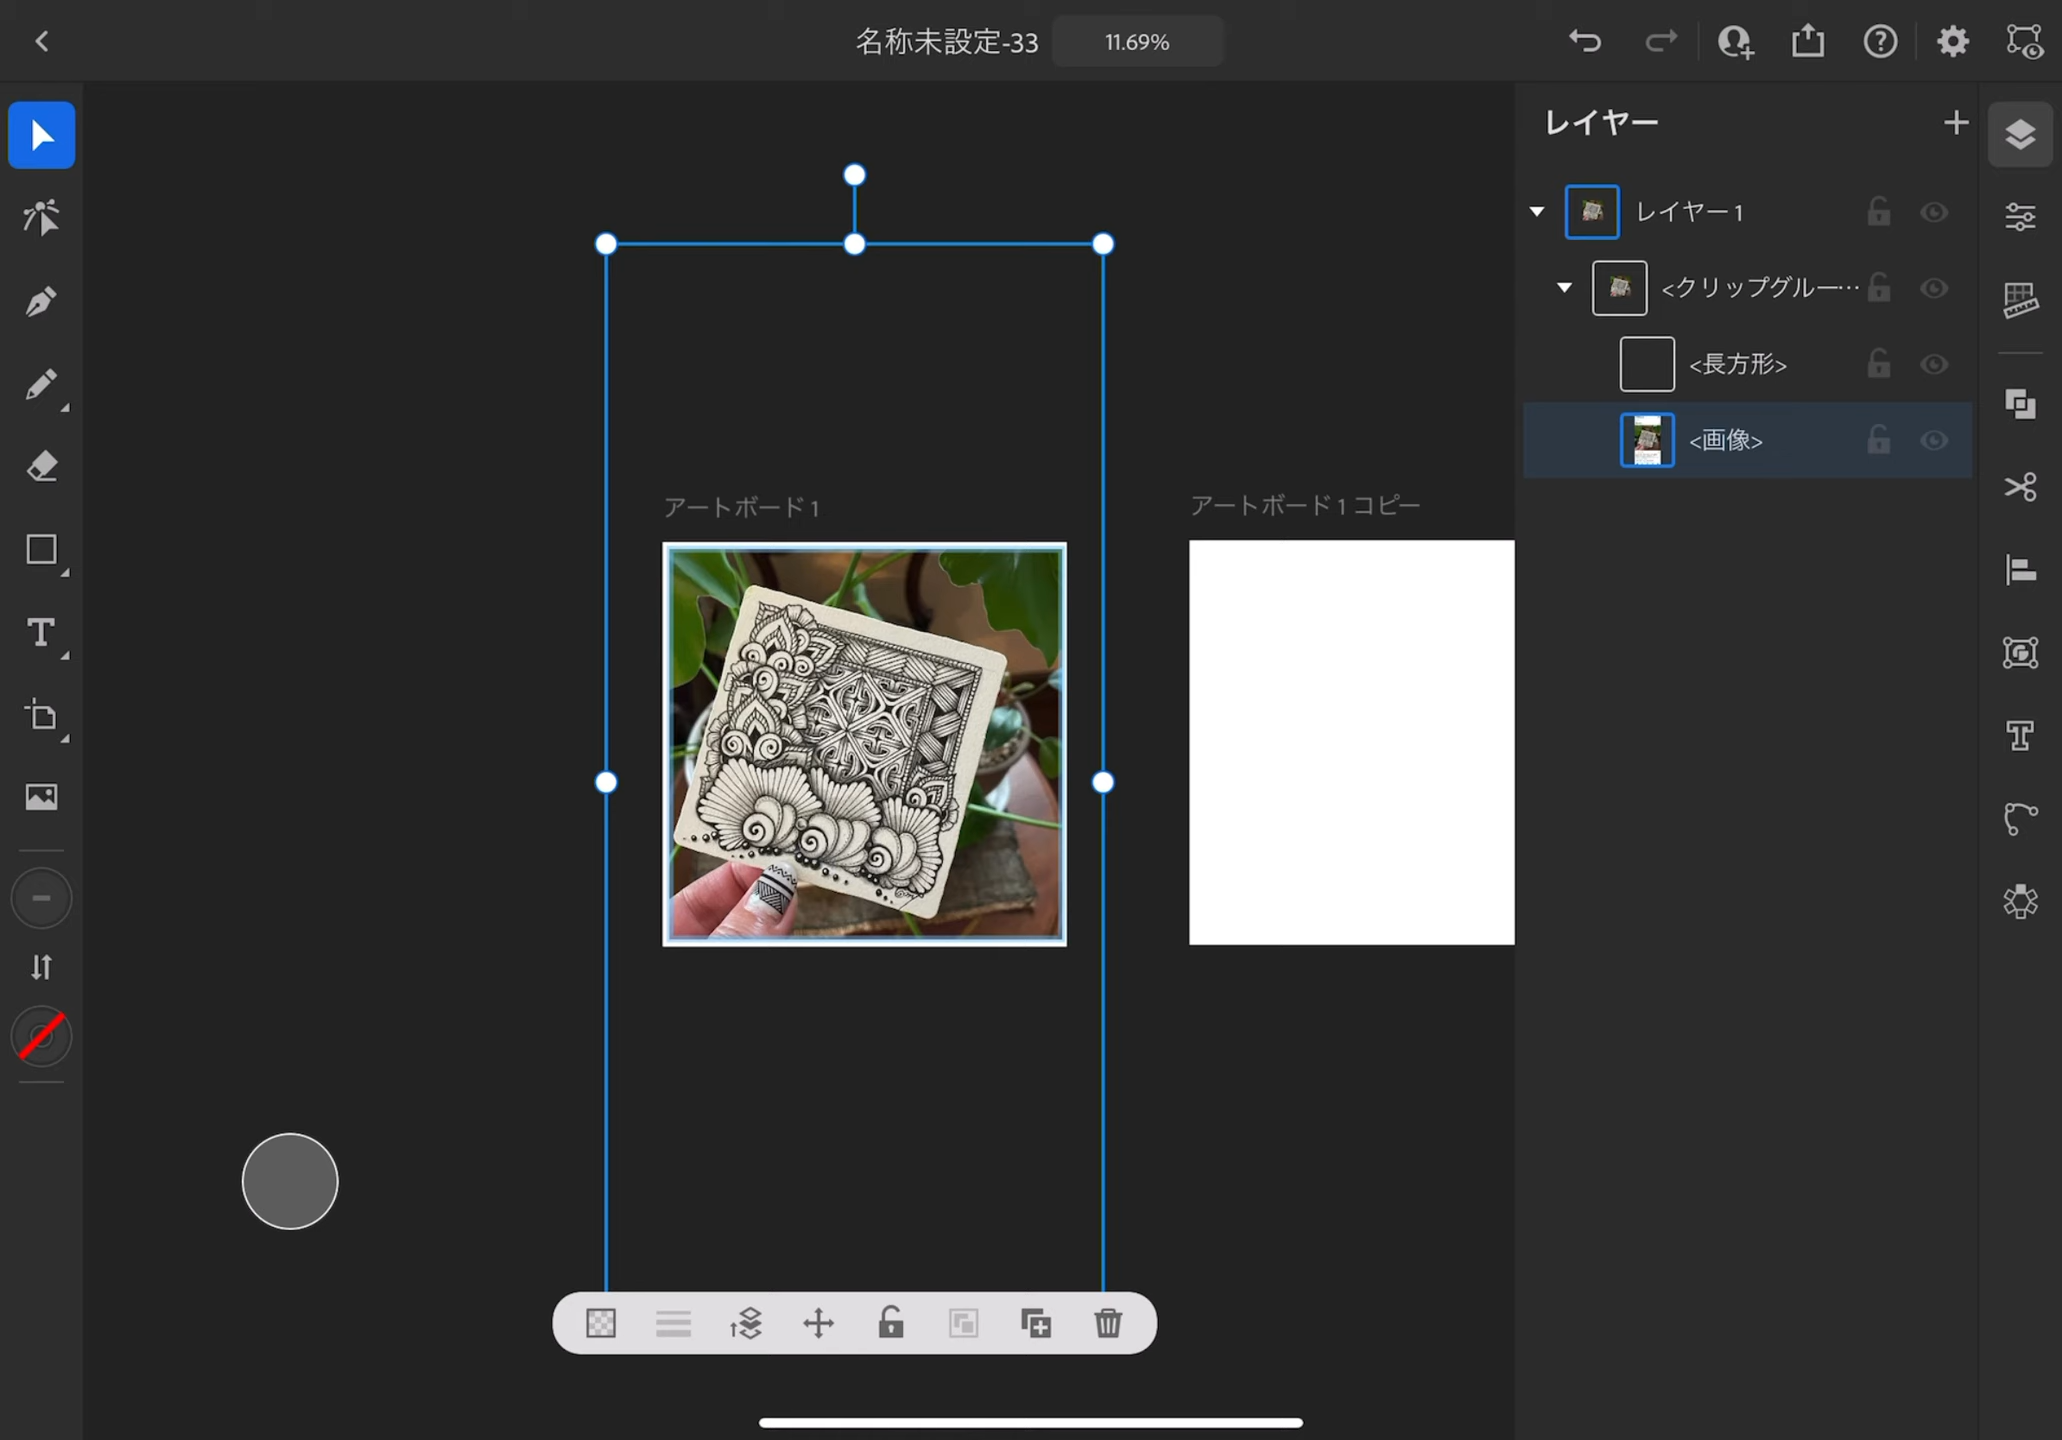 名称未設定-33
11.69%
レイヤー
レイヤー 1
<クリップグルー…
<長方形>
<画像>
アートボード 1
アートボード 1 コピー